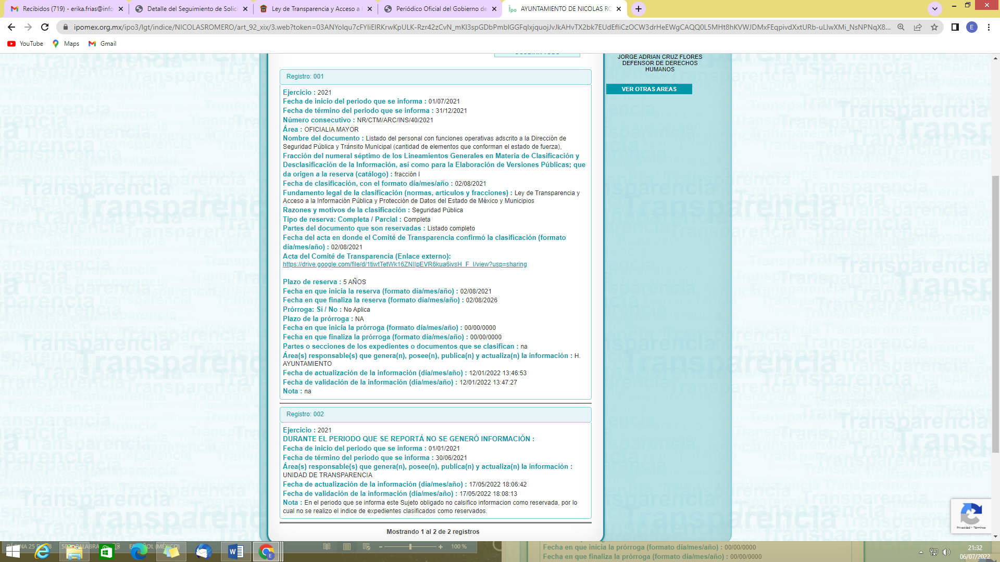 Recibidos (719) - erika.frias@info
Detalle del Seguimiento de Solic
Ley de Transparencia y Acceso a
Periódico Oficial del Gobierno de
AYUNTAMIENTO DE NICOLAS RO
YouTube
Maps
Gmail
JORGE ADRIAN CRUZ FLORES
DEFENSOR DE DERECHOS
HUMANOS
VER OTRAS AREAS
Registro: 001
Ejercicio : 2021
Fecha de inicio del periodo que se informa : 01/07/2021
Fecha de término del periodo que se informa : 31/12/2021
Número consecutivo : NR/CTM/ARC/INS/40/2021
Área : OFICIALIA MAYOR
Nombre del documento : Listado del personal con funciones operativas adscrito a la Dirección de
Seguridad Pública y Tránsito Municipal (cantidad de elementos que conforman el estado de fuerza),
Fracción del numeral séptimo de los Lineamientos Generales en Materia de Clasificación y
Desclasificación de la Información, así como para la Elaboración de Versiones Públicas; que
da origen a la reserva (catálogo) : fracción I
Fecha de clasificación, con el formato día/mes/año : 02/08/2021
Fundamento legal de la clasificación (normas, artículos y fracciones) : Ley de Transparencia y
Acceso a la Información Pública y Protección de Datos del Estado de México y Municipios
Razones y motivos de la clasificación : Seguridad Pública
Tipo de reserva: Completa / Parcial : Completa
Partes del documento que son reservadas : Listado completo
Fecha del acta en donde el Comité de Transparencia confirmó la clasificación (formato
día/mes/año) : 02/08/2021
Acta del Comité de Transparencia (Enlace externo):
https://drive.google.com/file/d/1tiwtTetWk16ZNIIpEVR6kua6ivsH_F_I/view?usp=sharing
Plazo de reserva : 5 AÑOS
Fecha en que inicia la reserva (formato día/mes/año) : 02/08/2021
Fecha en que finaliza la reserva (formato día/mes/año) : 02/08/2026
Prórroga: Sí / No : No Aplica
Plazo de la prórroga : NA
Fecha en que inicia la prórroga (formato día/mes/año) : 00/00/0000
Fecha en que finaliza la prórroga (formato día/mes/año) : 00/00/0000
Partes o secciones de los expedientes o documentos que se clasifican : na
Área(s) responsable(s) que genera(n), posee(n), publica(n) y actualiza(n) la información : H.
AYUNTAMIENTO
Fecha de actualización de la información (día/mes/año) : 12/01/2022 13:46:53
Fecha de validación de la información (día/mes/año) : 12/01/2022 13:47:27
Nota : na
Registro: 002
Ejercicio : 2021
DURANTE EL PERIODO QUE SE REPORTÁ NO SE GENERÓ INFORMACIÓN :
Fecha de inicio del periodo que se informa : 01/01/2021
Fecha de término del periodo que se informa : 30/06/2021
Área(s) responsable(s) que genera(n), posee(n), publica(n) y actualiza(n) la información :
UNIDAD DE TRANSPARENCIA
Fecha de actualización de la información (día/mes/año) : 17/05/2022 18:06:42
Fecha de validación de la información (día/mes/año) : 17/05/2022 18:08:13
Nota : En el periodo que se informa este Sujeto obligado no calsifico informacion como reservada, por lo
cual no se realizo el indice de expedientes clasificados como reservados.
Mostrando 1 al 2 de 2 registros
Privacidad - Términos
ESPAÑOL (MÉXICO)
100 %
Fecha en que inicia la prórroga (formato día/mes/año) : 00/00/0000
Fecha en que finaliza la prórroga (formato día/mes/año) : 00/00/0000
21:32
06/07/2022